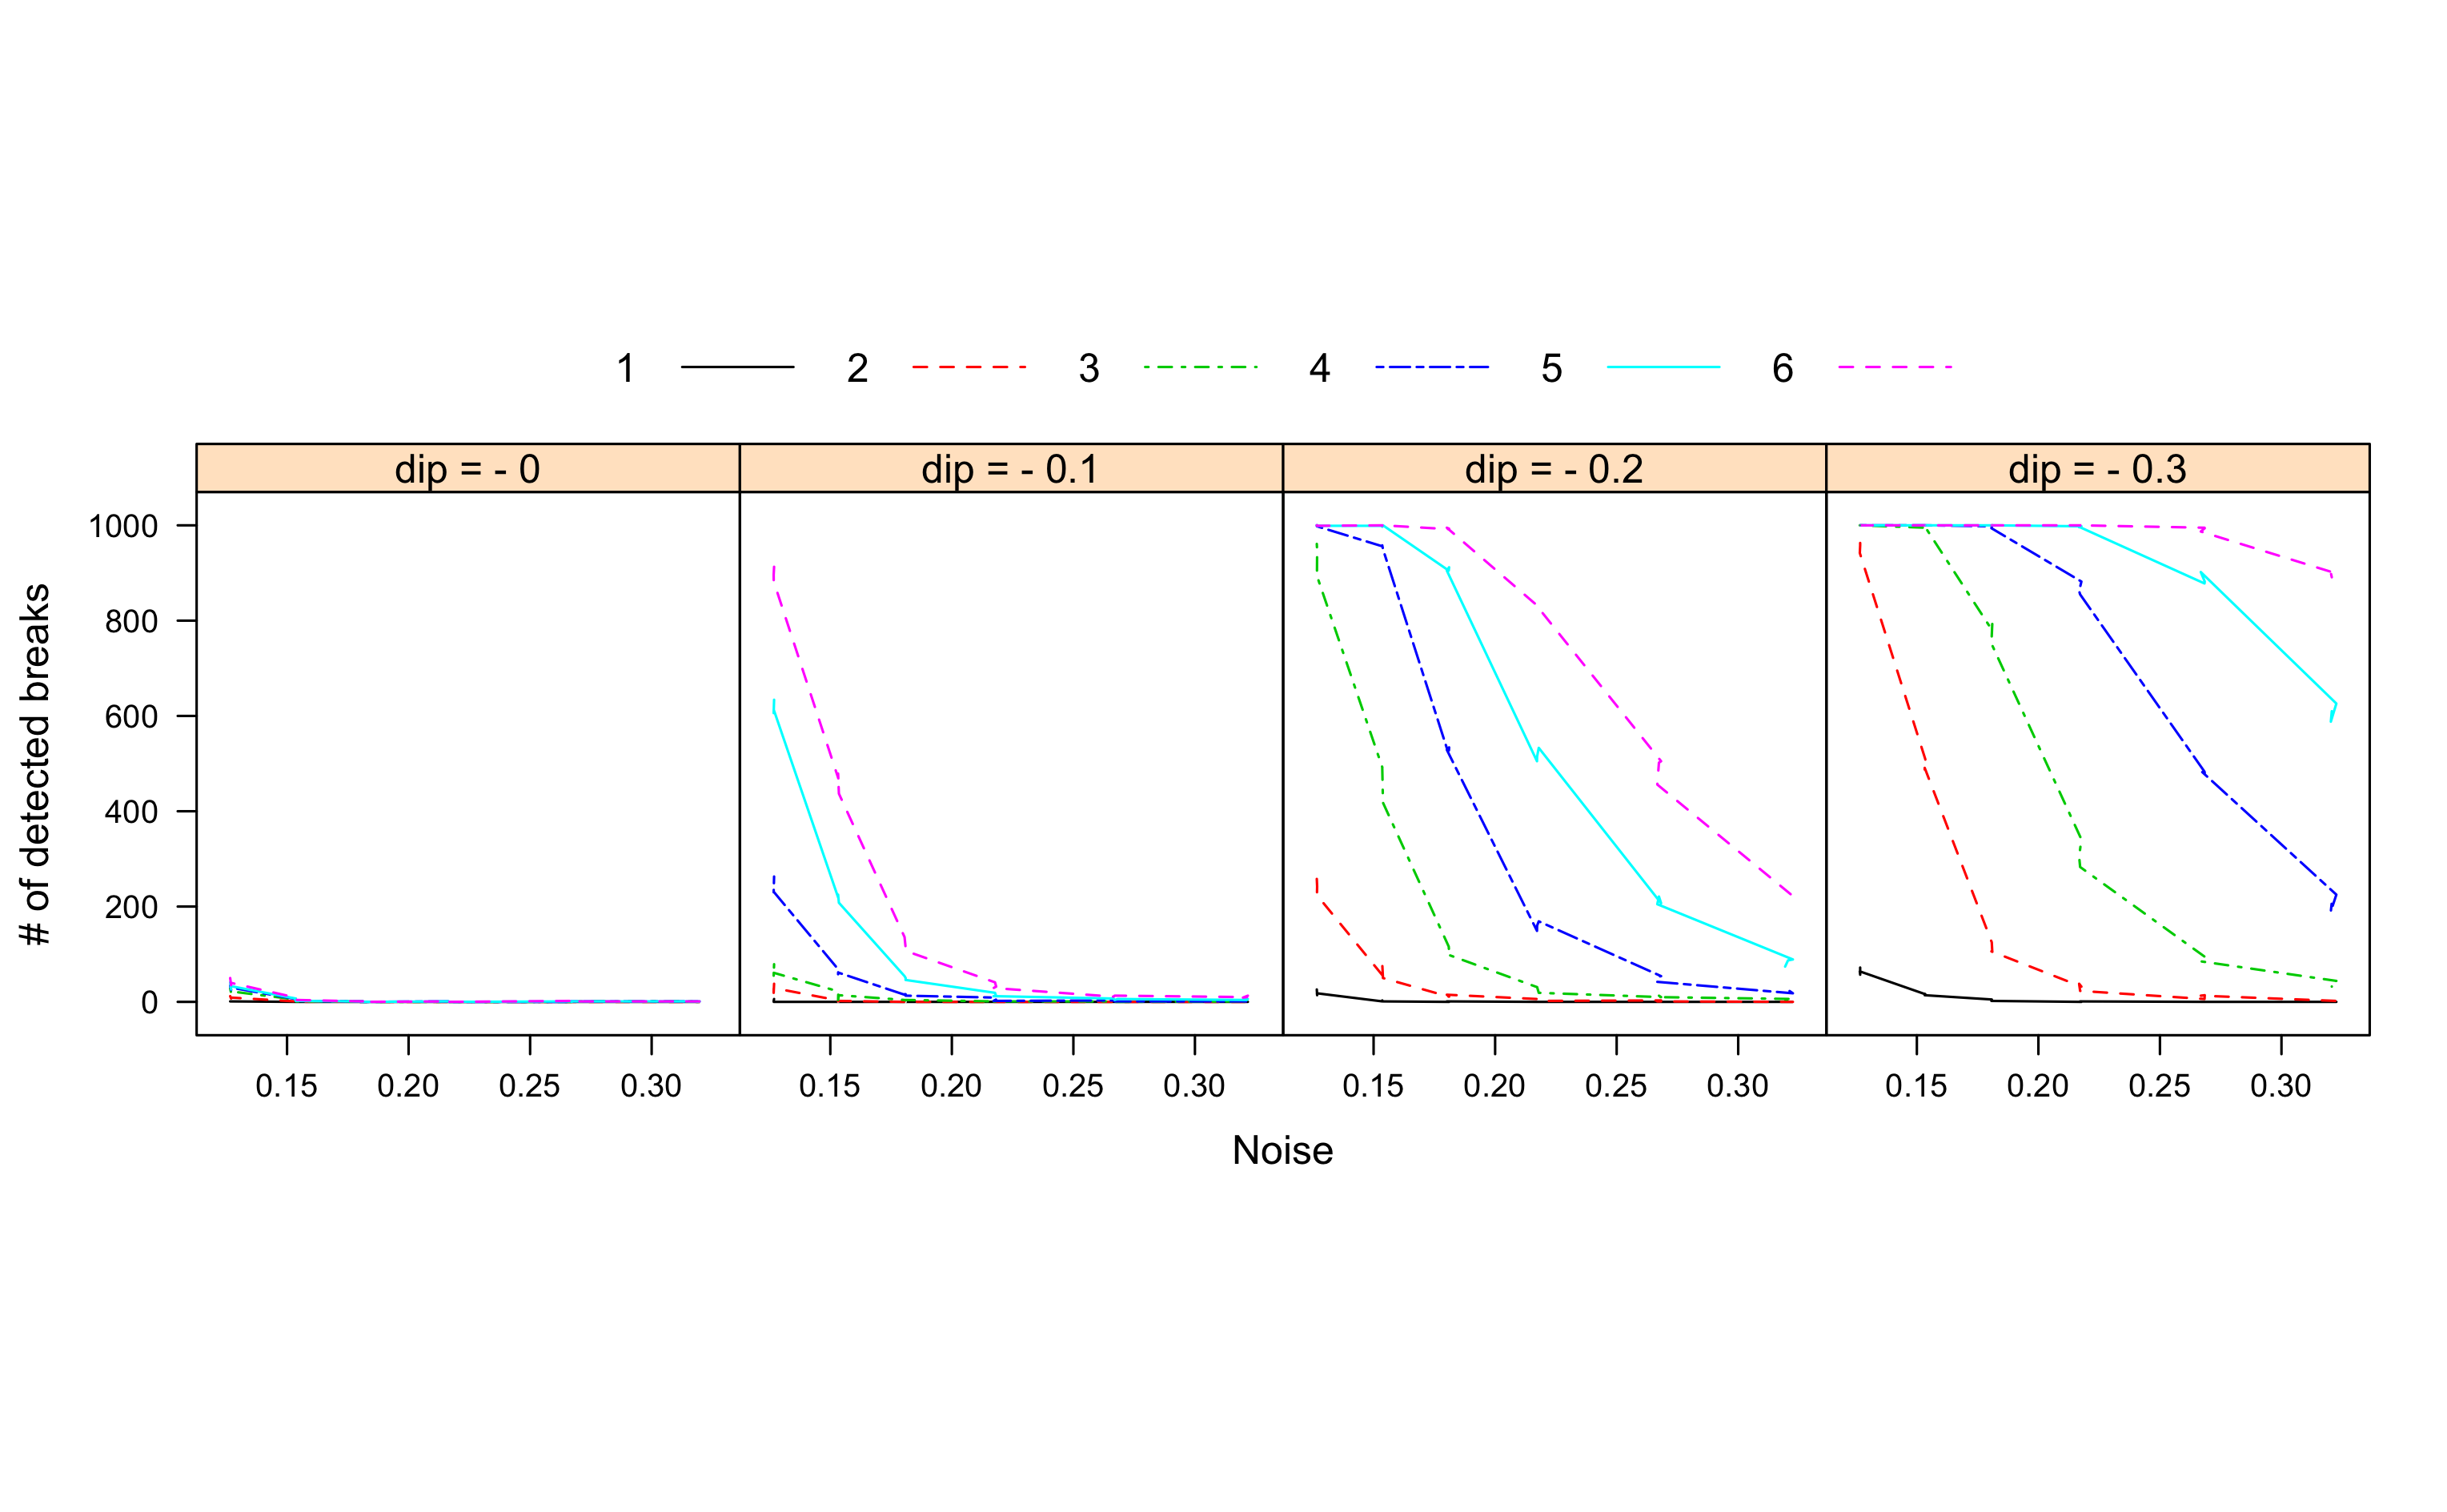 1 2 3 4 5 6
dip = - 0 dip = - 0.1 dip = - 0.2 dip = - 0.3
1000
800
600
400
200
0
# of detected breaks
0.15 0.20 0.25 0.30 0.15 0.20 0.25 0.30 0.15 0.20 0.25 0.30 0.15 0.20 0.25 0.30
Noise